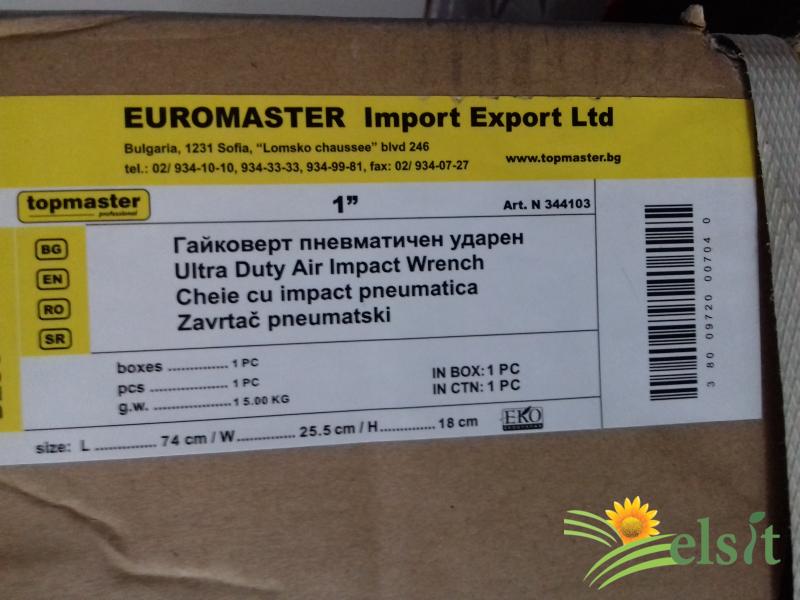 EUROMASTER Import Export Ltd
Bulgaria, 1231 Sofia, “Lomsko chaussee” blvd 246
tel.: 02/ 934-10-10, 934-33-33, 934-99-81, fax: 02/ 934-07-27
www.topmaster.bg
topmaster
professional
1”
Art. N 344103
BG
EN
RO
SR
Гайковерт пневматичен ударен
Ultra Duty Air Impact Wrench
Cheie cu impact pneumatica
Zavrtač pneumatski
boxes ................ 1 PC
pcs ...................... 1 PC
g.w. ..................... 15.00 KG
IN BOX: 1 PC
IN CTN: 1 PC
size: L ............... 74 cm / W .............. 25.5 cm / H ............. 18 cm
EKO
3 80 09720 00704 0
elsit